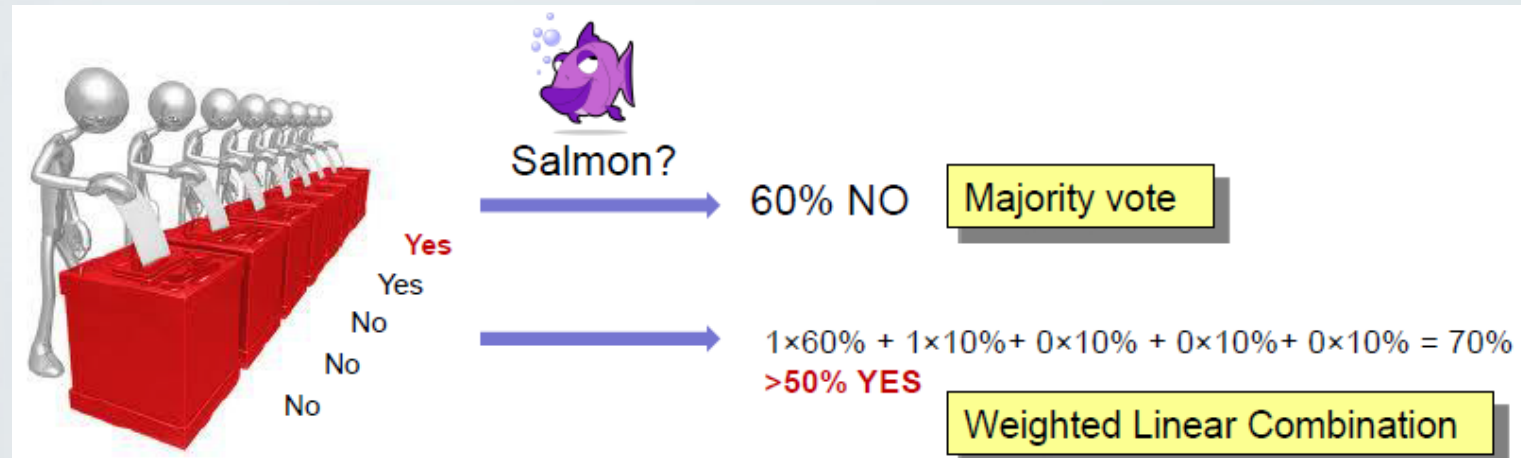 Salmon?
60% NO
Majority vote
Yes
Yes
No
No
No
1×60% + 1×10%+ 0×10% + 0×10%+ 0×10% = 70%
>50% YES
Weighted Linear Combination